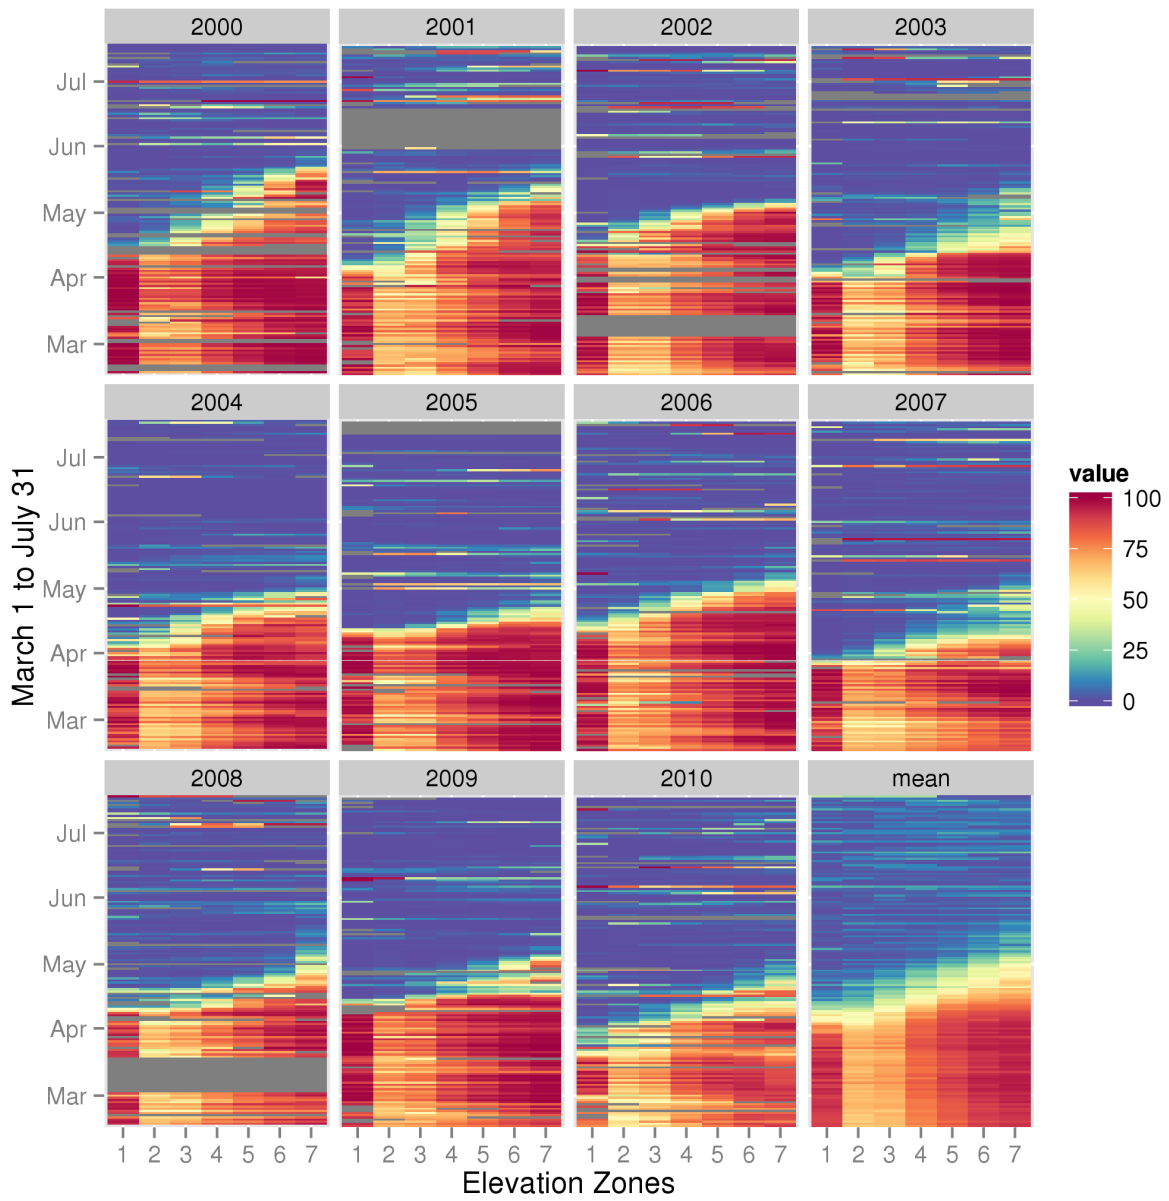 2000 2001 2002 2003
Jul
Jun
May
Apr
Mar
2004 2005 2006 2007
Jul
Jun
May
Apr
Mar
2008 2009 2010 mean
Jul
Jun
May
Apr
Mar
1 2 3 4 5 6 7 1 2 3 4 5 6 7 1 2 3 4 5 6 7 1 2 3 4 5 6 7
Elevation Zones
March 1 to July 31
value
100
75
50
25
0